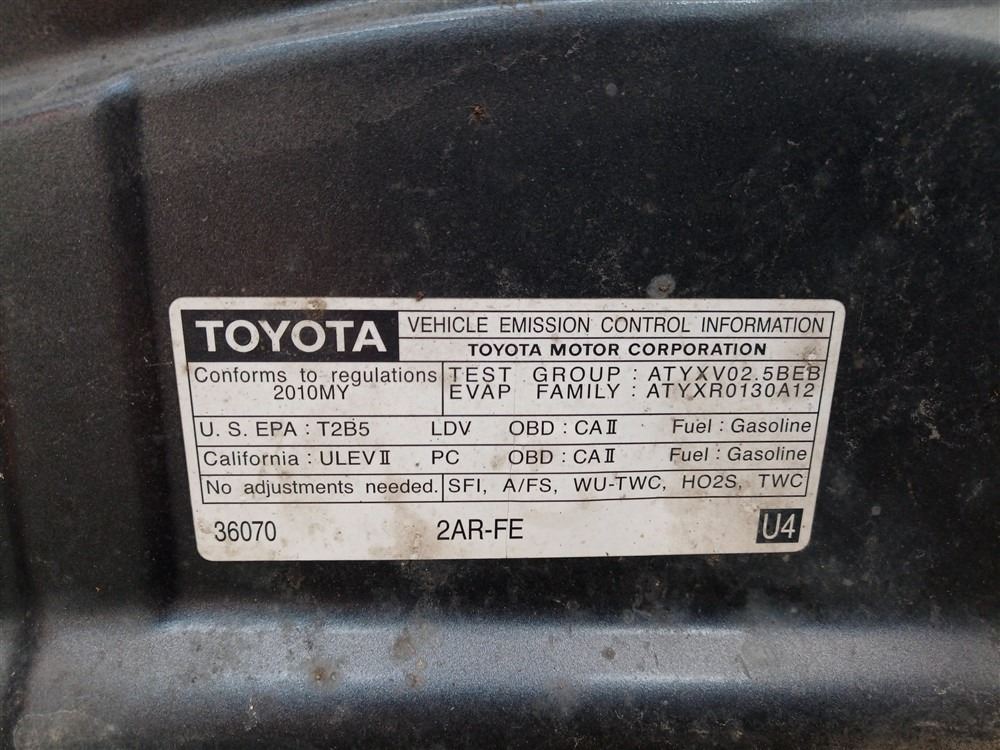 TOYOTA
VEHICLE EMISSION CONTROL INFORMATION
TOYOTA MOTOR CORPORATION
Conforms to regulations
2010MY
TEST GROUP : ATYXV02.5BEB
EVAP FAMILY : ATYXR0130A12
U. S. EPA : T2B5 LDV OBD : CAⅡ Fuel : Gasoline
California : ULEVⅡ PC OBD : CAⅡ Fuel : Gasoline
No adjustments needed. SFI, A/FS, WU-TWC, HO2S, TWC
36070 2AR-FE U4